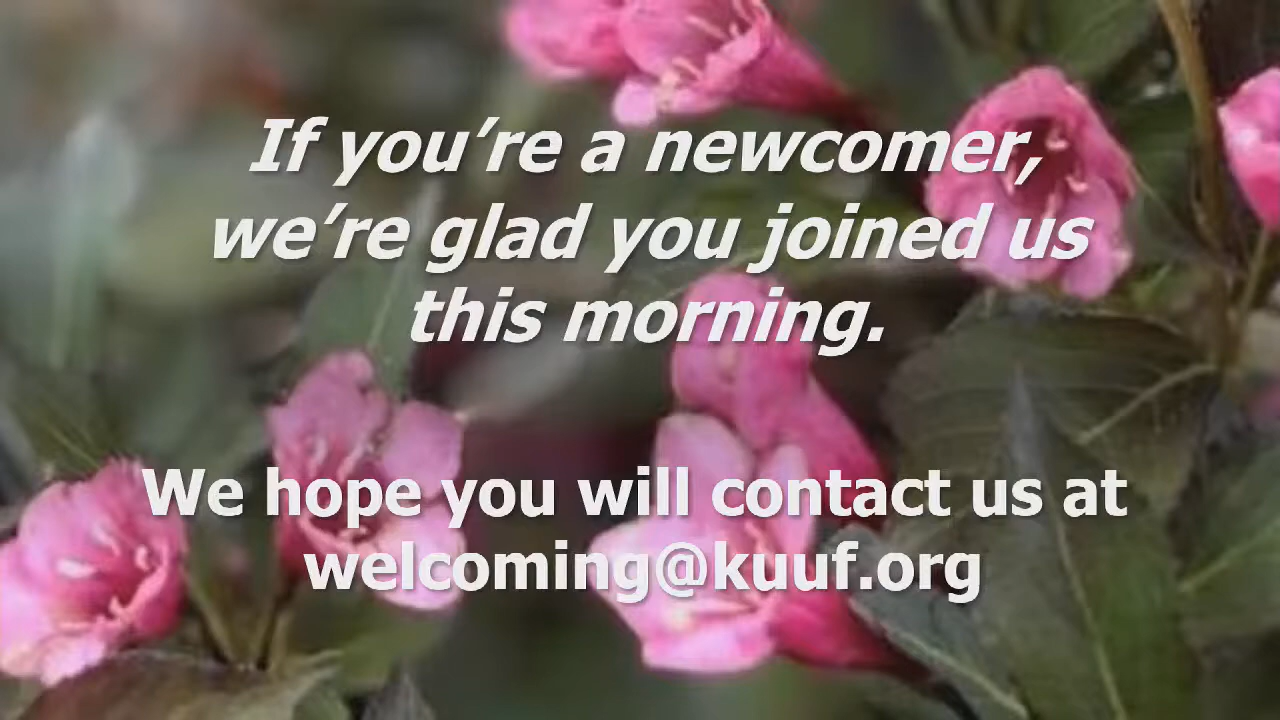 If you’re a newcomer,
we’re glad you joined us
this morning.
We hope you will contact us at
welcoming@kuuf.org